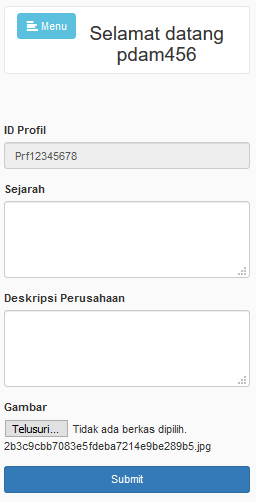 Menu
Selamat datang
pdam456
ID Profil
Prf12345678
Sejarah
Deskripsi Perusahaan
Gambar
Telusuri... Tidak ada berkas dipilih.
2b3c9cbb7083e5fdeba7214e9be289b5.jpg
Submit